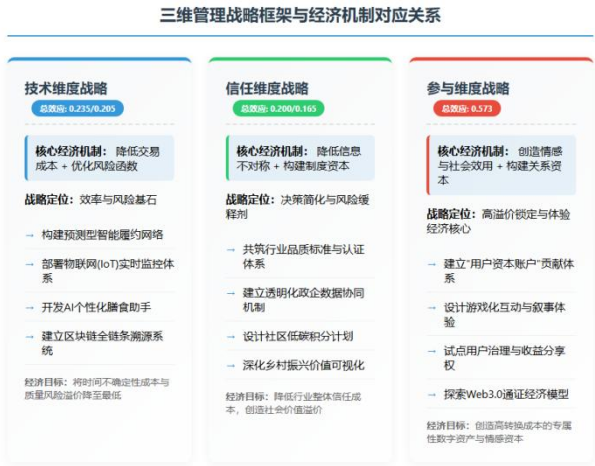 三维管理战略框架与经济机制对应关系
技术维度战略
总效应: 0.235/0.205
核心经济机制： 降低交易
成本 + 优化风险函数
战略定位：效率与风险基石
→ 构建预测型智能履约网络
→ 部署物联网(IoT)实时监控体
系
→ 开发AI个性化膳食助手
→ 建立区块链全链条溯源系
统
经济目标：将时间不确定性成本与
质量风险溢价降至最低
信任维度战略
总效应: 0.200/0.165
核心经济机制： 降低信息
不对称 + 构建制度资本
战略定位：决策简化与风险缓
释剂
→ 共筑行业品质标准与认证
体系
→ 建立透明化政企数据协同
机制
→ 设计社区低碳积分计划
→ 深化乡村振兴价值可视化
经济目标：降低行业整体信任成
本，创造社会价值溢价
参与维度战略
总效应: 0.573
核心经济机制： 创造情感
与社会效用 + 构建关系资
本
战略定位：高溢价锁定与体验
经济核心
→ 建立"用户资本账户"贡献体
系
→ 设计游戏化互动与叙事体
验
→ 试点用户治理与收益分享
权
→ 探索Web3.0通证经济模型
经济目标：创造高转换成本的专属
性数字资产与情感资本